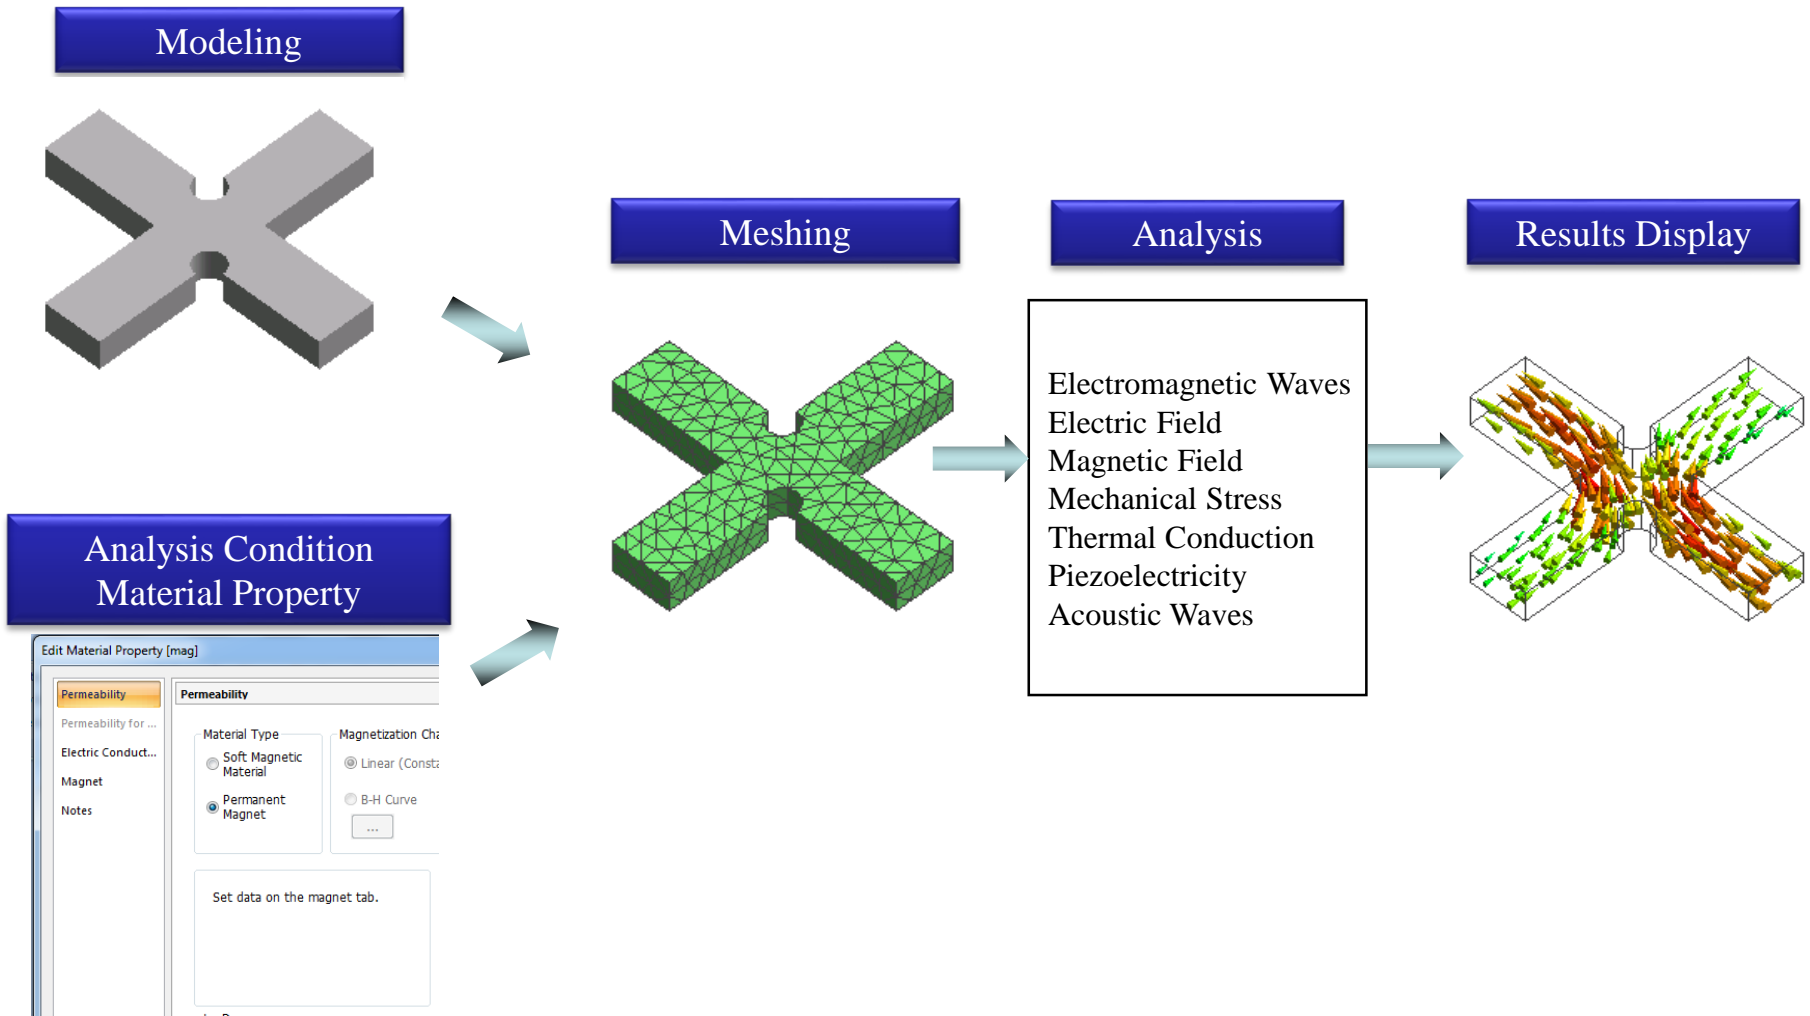 Modeling
Meshing
Analysis
Results Display
Electromagnetic Waves
Electric Field
Magnetic Field
Mechanical Stress
Thermal Conduction
Piezoelectricity
Acoustic Waves
Analysis Condition
Material Property
Edit Material Property [mag]
Permeability
Permeability for ...
Electric Conduct...
Magnet
Notes
Permeability
Material Type
Soft Magnetic
Material
Permanent
Magnet
Magnetization Cha
Linear (Consta
B-H Curve
...
Set data on the magnet tab.